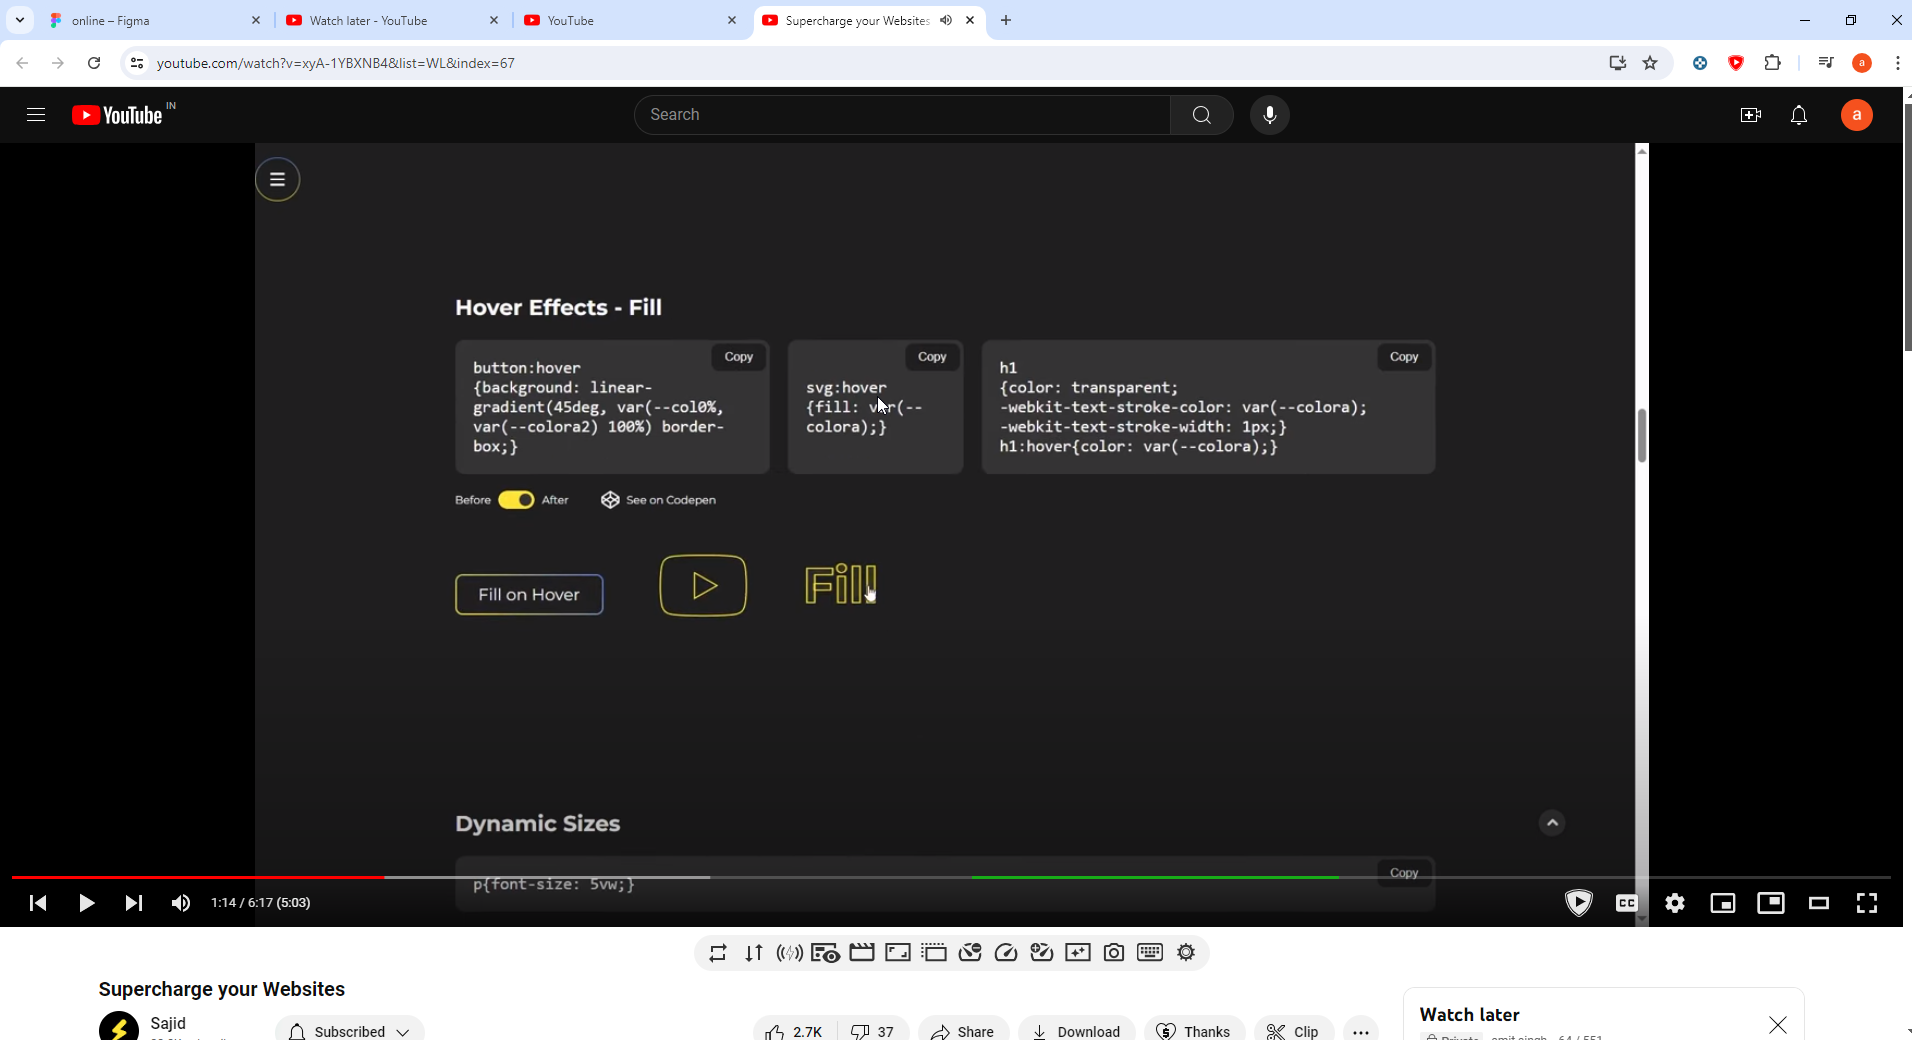 online – Figma
Watch later - YouTube
YouTube
Supercharge your Websites
youtube.com/watch?v=xyA-1YBXNB4&list=WL&index=67
a
YouTube IN
Search
a
Hover Effects - Fill
Copy
button:hover
{background: linear-
gradient(45deg, var(--col0%,
var(--colora2) 100%) border-
box;}
Copy
svg:hover
{fill: var(--
colora);}
Copy
h1
{color: transparent;
-webkit-text-stroke-color: var(--colora);
-webkit-text-stroke-width: 1px;}
h1:hover{color: var(--colora);}
Before After See on Codepen
Fill on Hover
Fill
Dynamic Sizes
Copy
p{font-size: 5vw;}
1:14 / 6:17 (5:03)
CC
Supercharge your Websites
Sajid
Subscribed
2.7K 37 Share Download Thanks Clip
Watch later